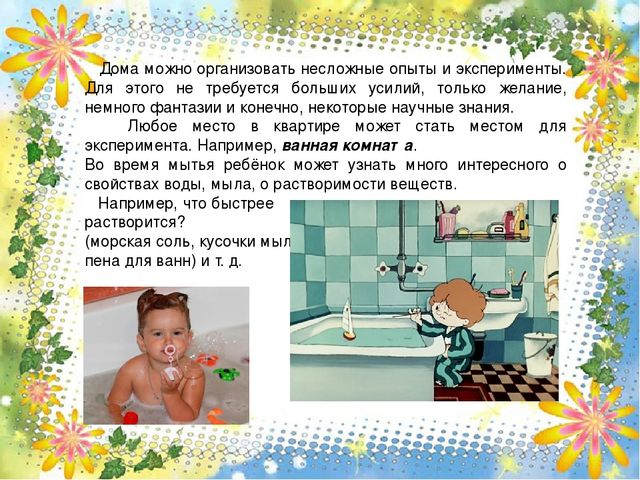 Дома можно организовать несложные опыты и эксперименты.
Для этого не требуется больших усилий, только желание,
немного фантазии и конечно, некоторые научные знания.
Любое место в квартире может стать местом для
эксперимента. Например, ванная комната.
Во время мытья ребёнок может узнать много интересного о
свойствах воды, мыла, о растворимости веществ.
Например, что быстрее
растворится?
(морская соль, кусочки мыл
пена для ванн) и т. д.